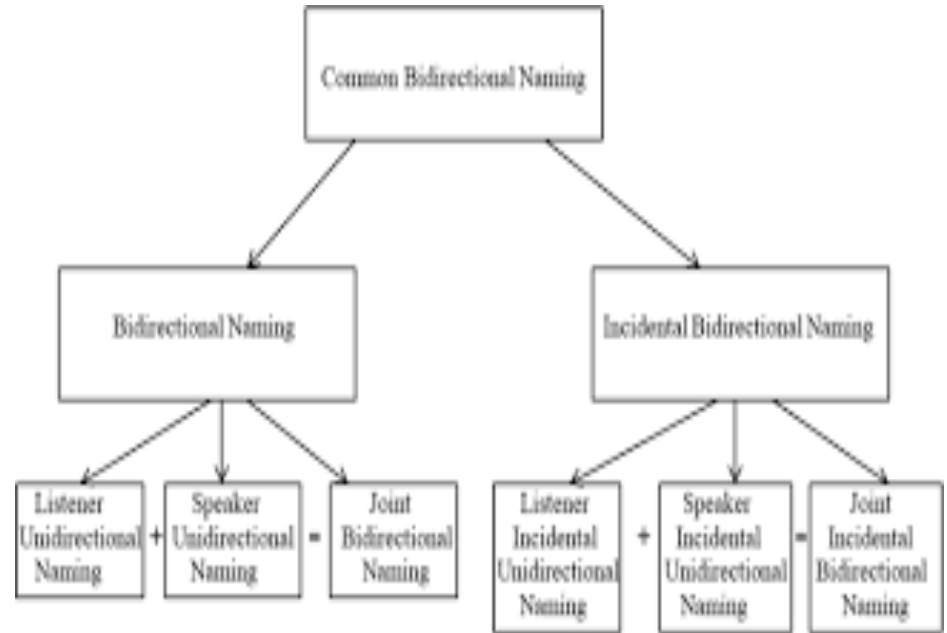 Common Bidirectional Naming
Bidirectional Naming
Incidental Bidirectional Naming
Listener
Unidirectional
Naming
+
Speaker
Unidirectional
Naming
=
Joint
Bidirectional
Naming
Listener
Incidental
Unidirectional
Naming
+
Speaker
Incidental
Unidirectional
Naming
=
Joint
Incidental
Bidirectional
Naming